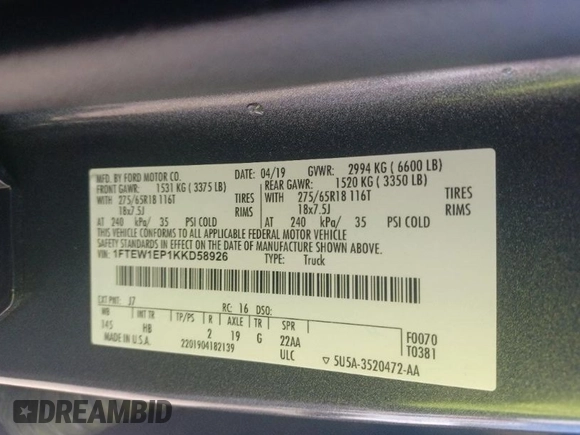 MFD. BY FORD MOTOR CO.
DATE: 04/19 GVWR: 2994 KG ( 6600 LB)
FRONT GAWR: 1531 KG ( 3375 LB)
REAR GAWR: 1520 KG ( 3350 LB)
WITH 275/65R18 116T TIRES
WITH 275/65R18 116T TIRES
18x7.5J RIMS
18x7.5J RIMS
AT 240 kPa/ 35 PSI COLD
AT 240 kPa/ 35 PSI COLD
THIS VEHICLE CONFORMS TO ALL APPLICABLE FEDERAL MOTOR VEHICLE
SAFETY STANDARDS IN EFFECT ON THE DATE OF MANUFACTURE SHOWN ABOVE.
VIN: 1FTEW1EP1KKD58926 TYPE: Truck
EXT PNT: J7 RC: 16 DSO:
WB INT TR TP/PS R AXLE TR SPR
145 HB 2 19 G 22AA F0070
MADE IN U.S.A. 2201904182139 ULC T0381
▽ 5U5A-3520472-AA
DREAMBID